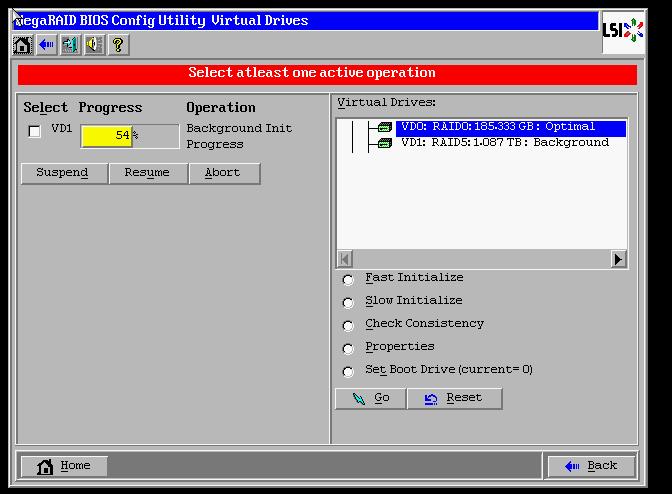 MegaRAID BIOS Config Utility Virtual Drives
LSI
?
Select atleast one active operation
Select Progress Operation
VD1 54% Background Init
Progress
Suspend Resume Abort
Virtual Drives:
VD0: RAID0:185.333 GB: Optimal
VD1: RAID5:1.087 TB: Background
Fast Initialize
Slow Initialize
Check Consistency
Properties
Set Boot Drive (current= 0)
Go Reset
Home Back